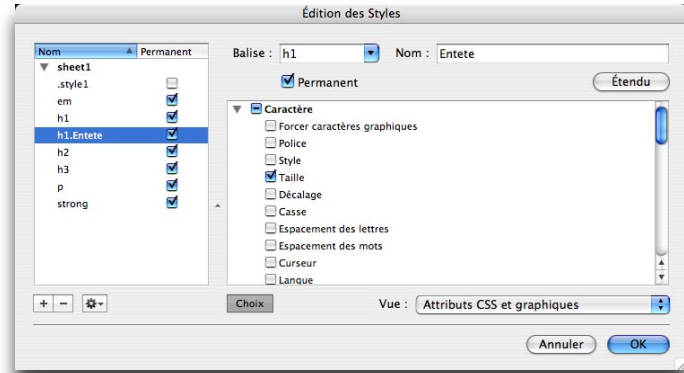 Édition des Styles
Nom Permanent
sheet1
.style1
em
h1
h1.Entete
h2
h3
p
strong
Balise : h1 Nom : Entete
Permanent Étendu
Caractère
Forcer caractères graphiques
Police
Style
Taille
Décalage
Casse
Espacement des lettres
Espacement des mots
Curseur
Langue
Choix Vue : Attributs CSS et graphiques
Annuler OK